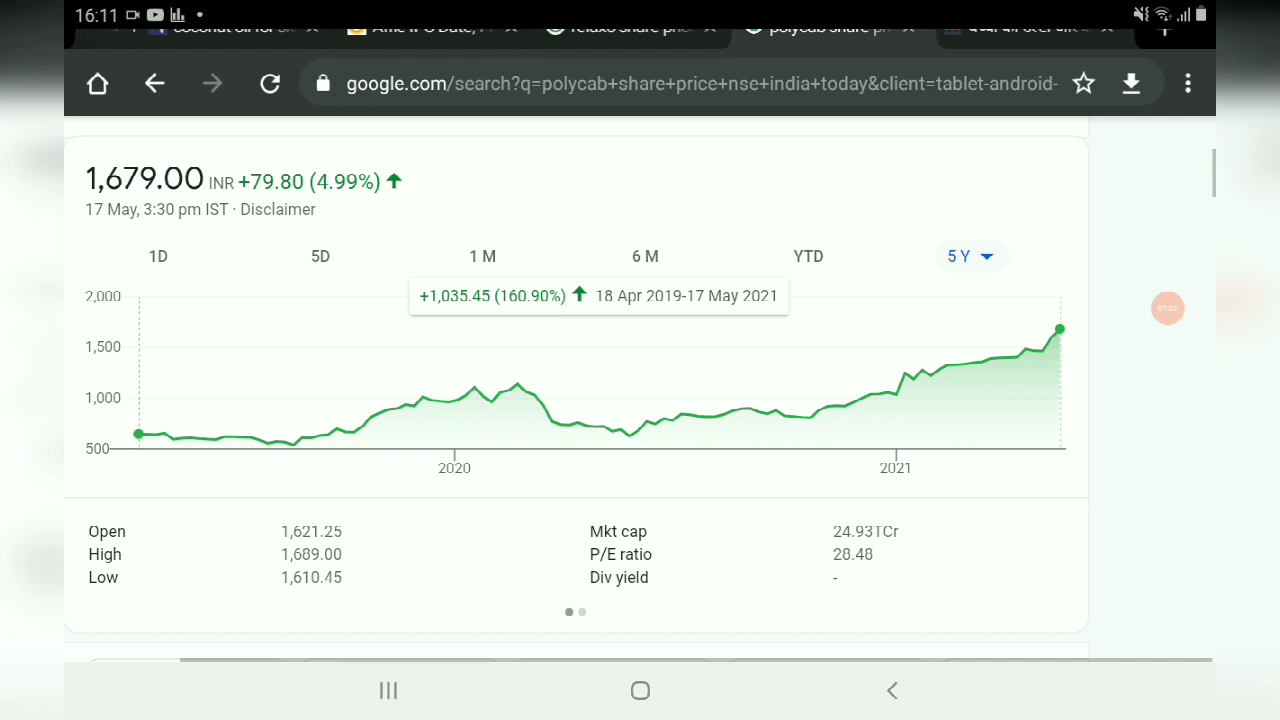 16:11
google.com/search?q=polycab+share+price+nse+india+today&client=tablet-android-
1,679.00 INR +79.80 (4.99%)
17 May, 3:30 pm IST · Disclaimer
1D 5D 1 M 6 M YTD 5 Y
+1,035.45 (160.90%) 18 Apr 2019-17 May 2021
2,000
1,500
1,000
500
2020 2021
07:02
Open 1,621.25 Mkt cap 24.93TCr
High 1,689.00 P/E ratio 28.48
Low 1,610.45 Div yield -